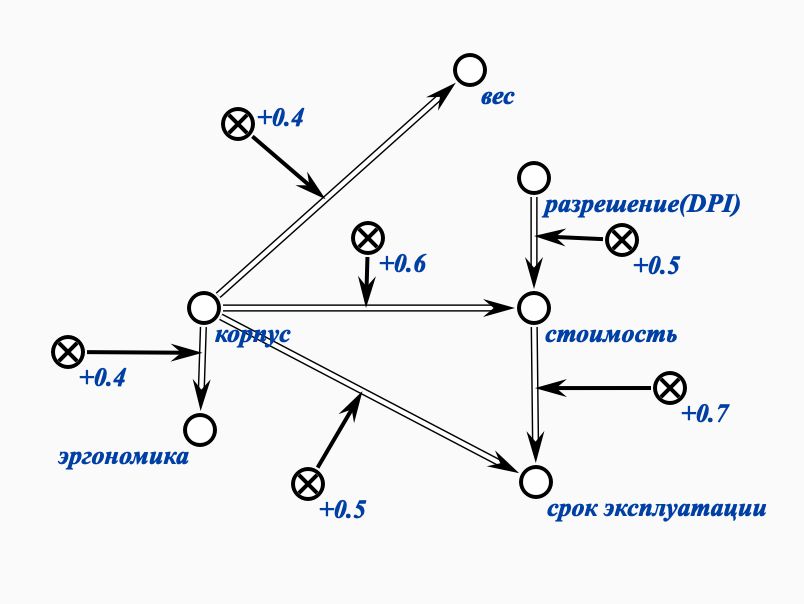 вес
+0.4
разрешение(DPI)
+0.6
+0.5
корпус
стоимость
+0.4
+0.7
эргономика
+0.5
срок эксплуатации